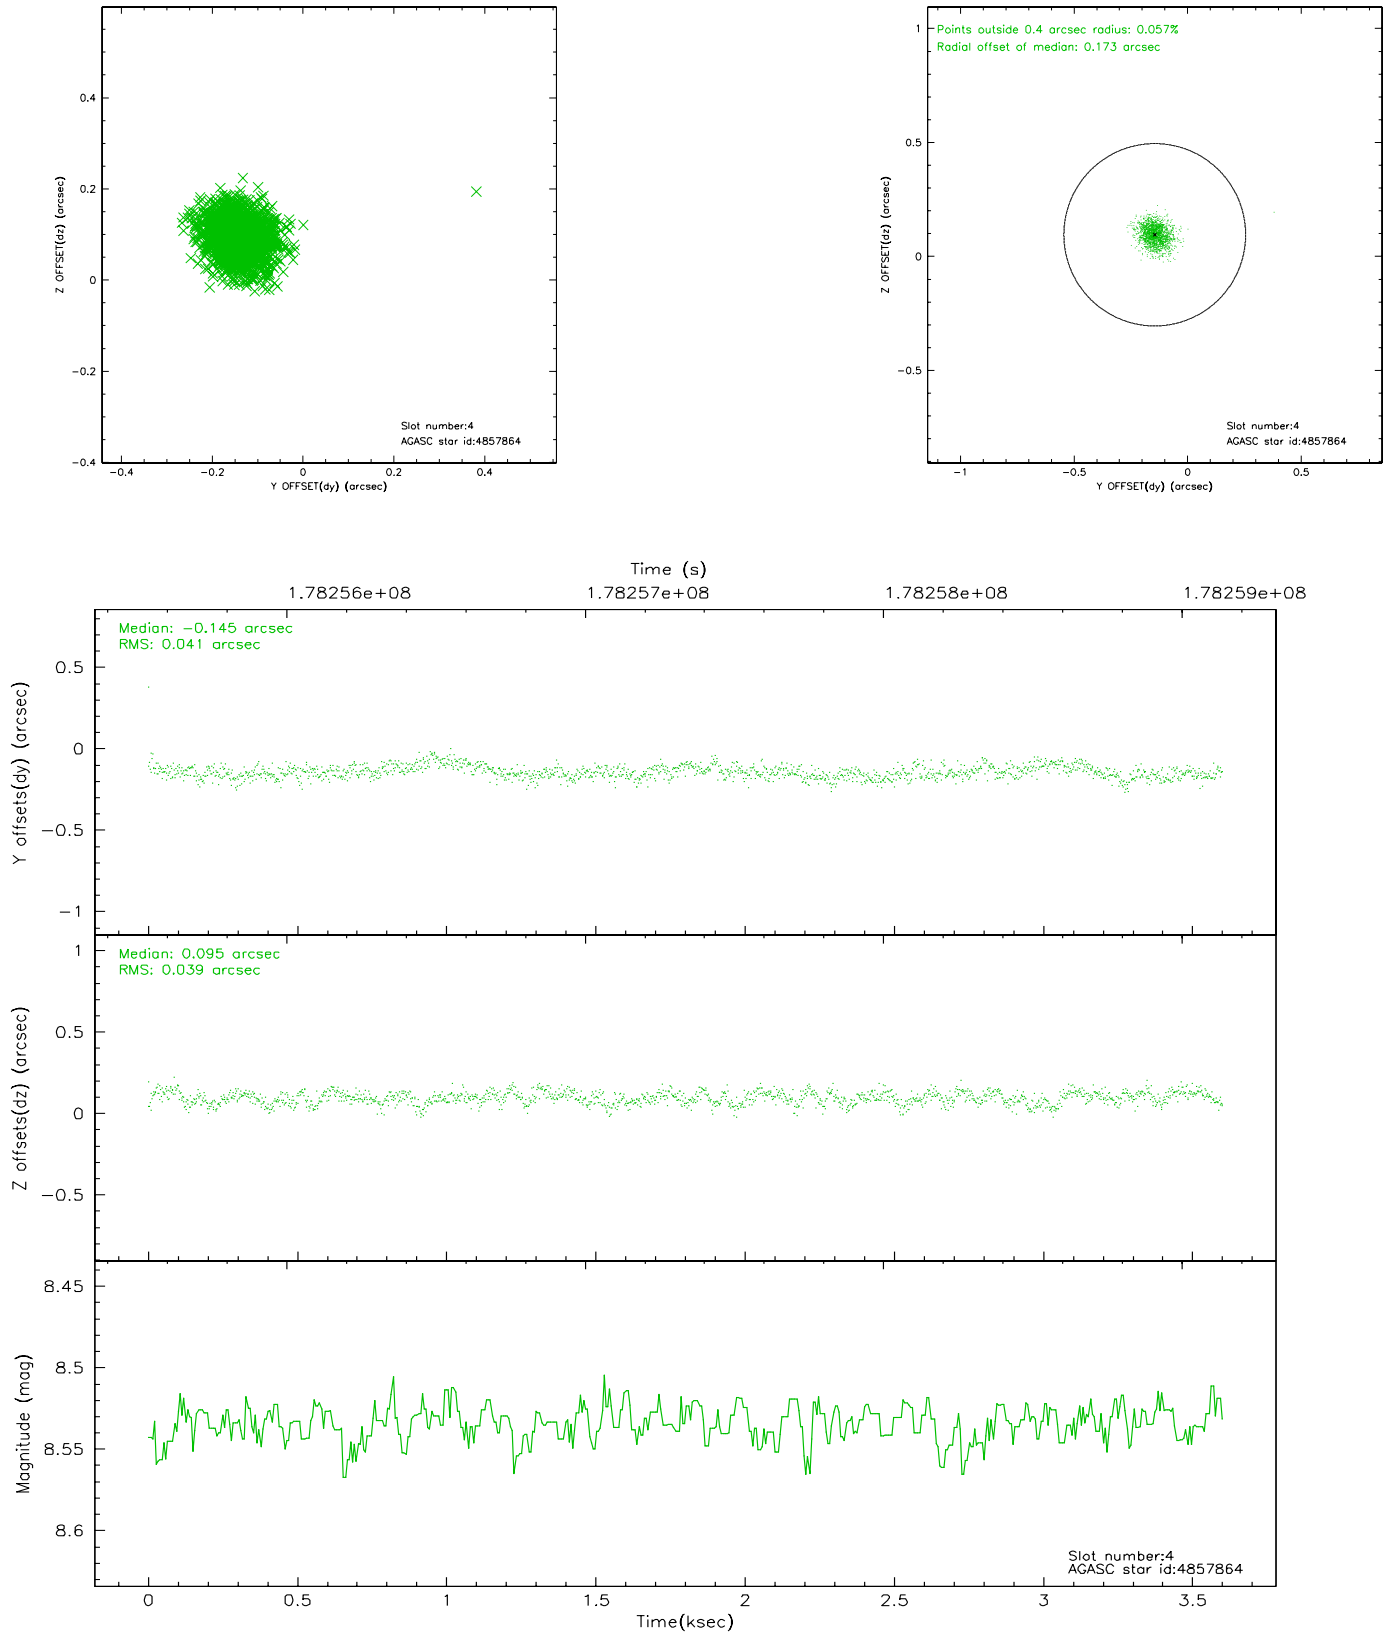 0.4
0.2
0
−0.2
−0.4
Z OFFSET(dz) (arcsec)
Slot number:4
AGASC star id:4857864
−0.4
−0.2
0
0.2
0.4
Y OFFSET(dy) (arcsec)
Points outside 0.4 arcsec radius: 0.057%
Radial offset of median: 0.173 arcsec
1
0.5
0
−0.5
Z OFFSET(dz) (arcsec)
Slot number:4
AGASC star id:4857864
−1
−0.5
0
0.5
Y OFFSET(dy) (arcsec)
Time (s)
1.78256e+08
1.78257e+08
1.78258e+08
1.78259e+08
Median: −0.145 arcsec
RMS: 0.041 arcsec
0.5
0
−0.5
−1
Y offsets(dy) (arcsec)
Median: 0.095 arcsec
RMS: 0.039 arcsec
1
0.5
0
−0.5
Z offsets(dz) (arcsec)
8.45
8.5
8.55
8.6
Magnitude (mag)
Slot number:4
AGASC star id:4857864
0
0.5
1
1.5
2
2.5
3
3.5
Time(ksec)